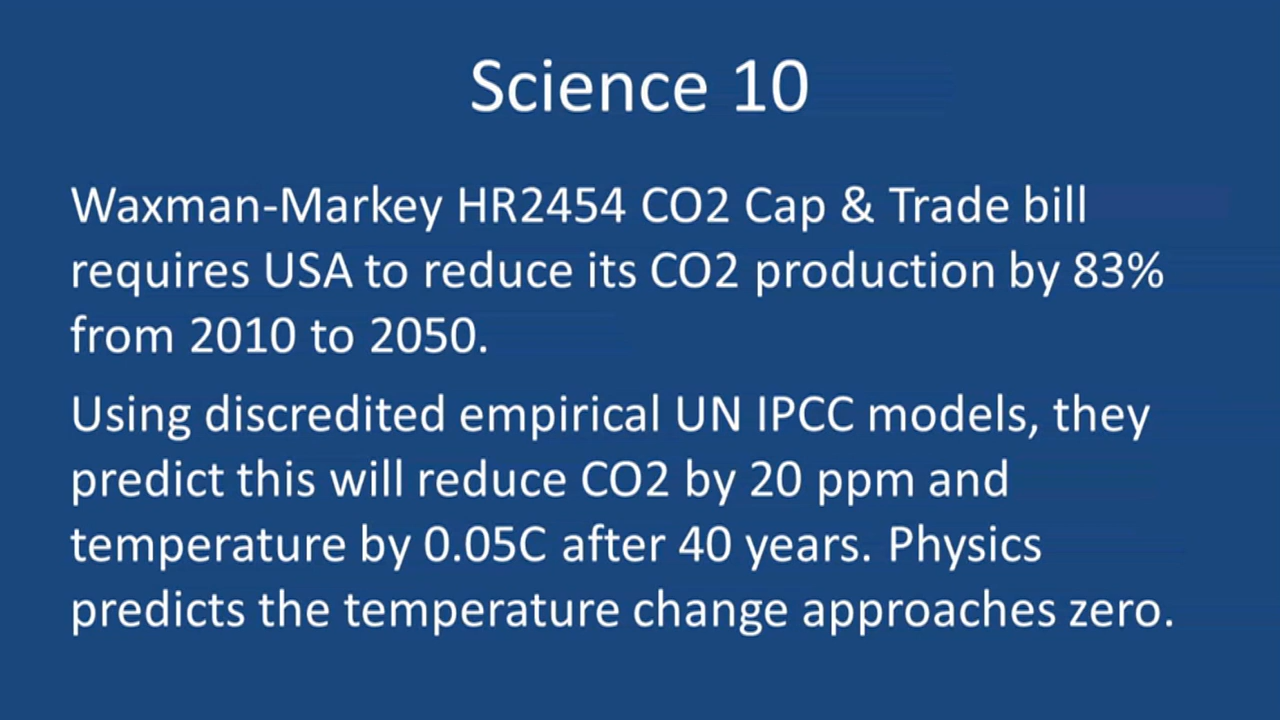 Science 10
Waxman-Markey HR2454 CO2 Cap & Trade bill
requires USA to reduce its CO2 production by 83%
from 2010 to 2050.
Using discredited empirical UN IPCC models, they
predict this will reduce CO2 by 20 ppm and
temperature by 0.05C after 40 years. Physics
predicts the temperature change approaches zero.